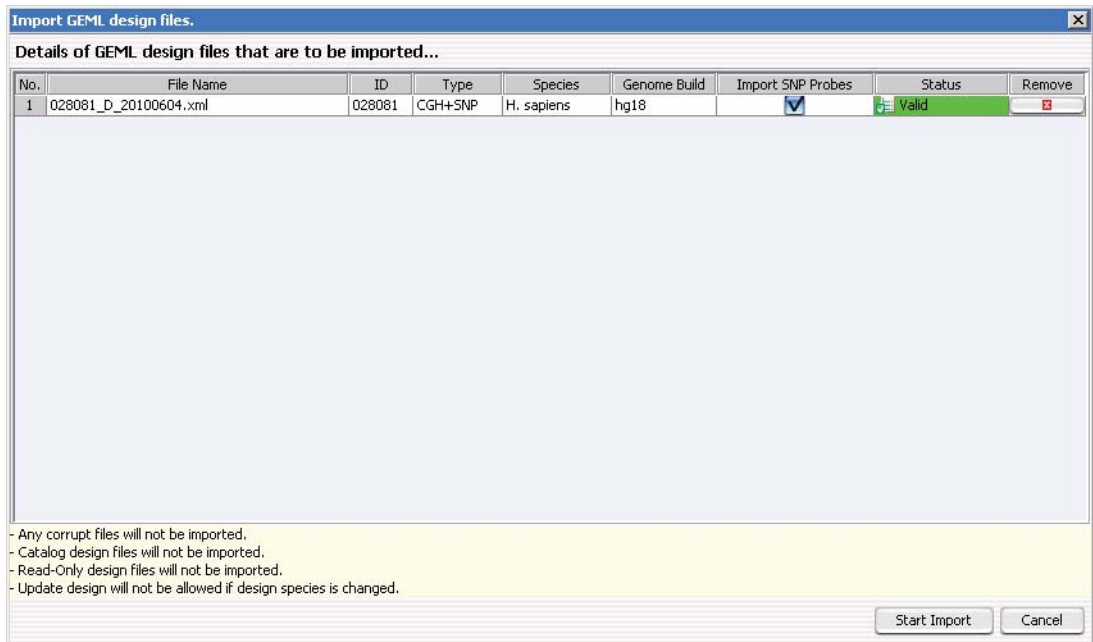 Import GEML design files.
Details of GEML design files that are to be imported...
No. File Name ID Type Species Genome Build Import SNP Probes Status Remove
1 028081_D_20100604.xml 028081 CGH+SNP H. sapiens hg18 Valid
- Any corrupt files will not be imported.
- Catalog design files will not be imported.
- Read-Only design files will not be imported.
- Update design will not be allowed if design species is changed.
Start Import Cancel